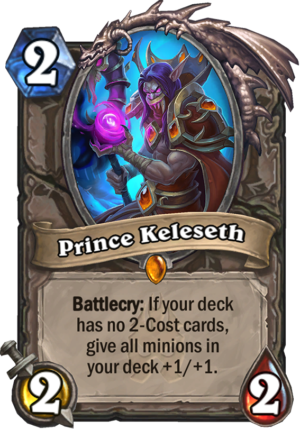 2
Prince Keleseth
Battlecry: If your deck
has no 2-Cost cards,
give all minions in
your deck +1/+1.
2
2